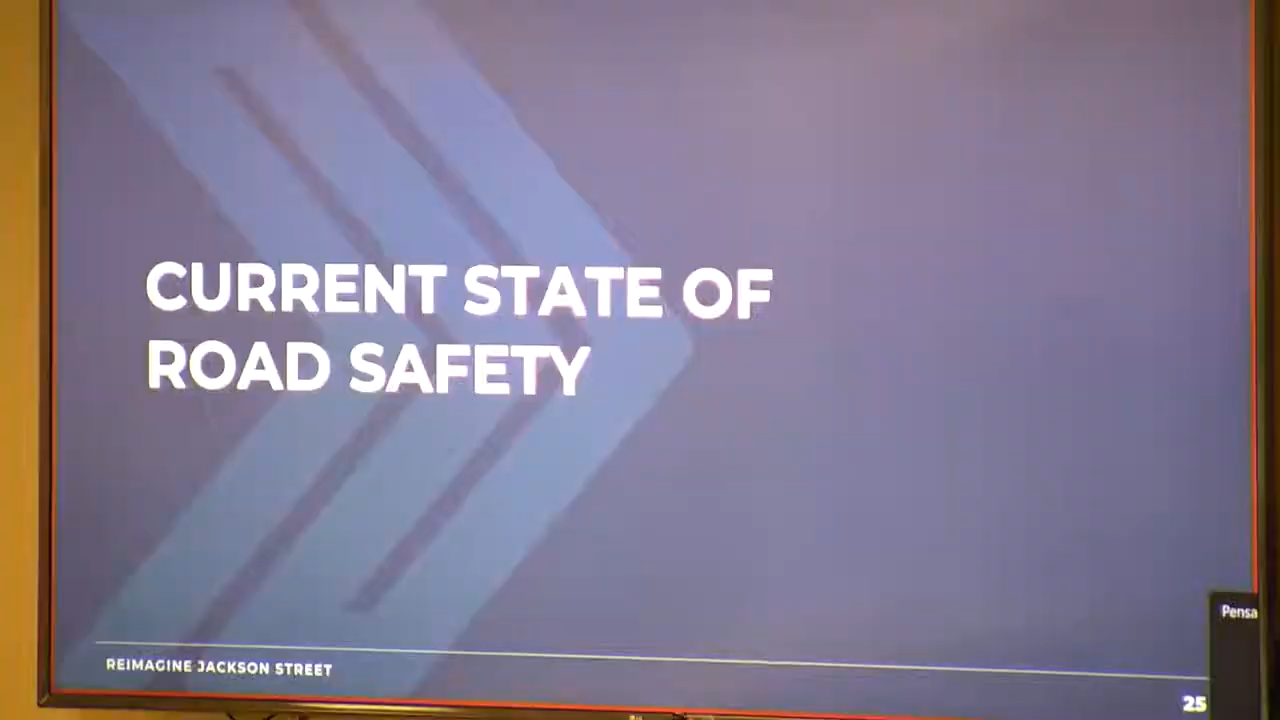 CURRENT STATE OF
ROAD SAFETY
REIMAGINE JACKSON STREET
25
Pensa